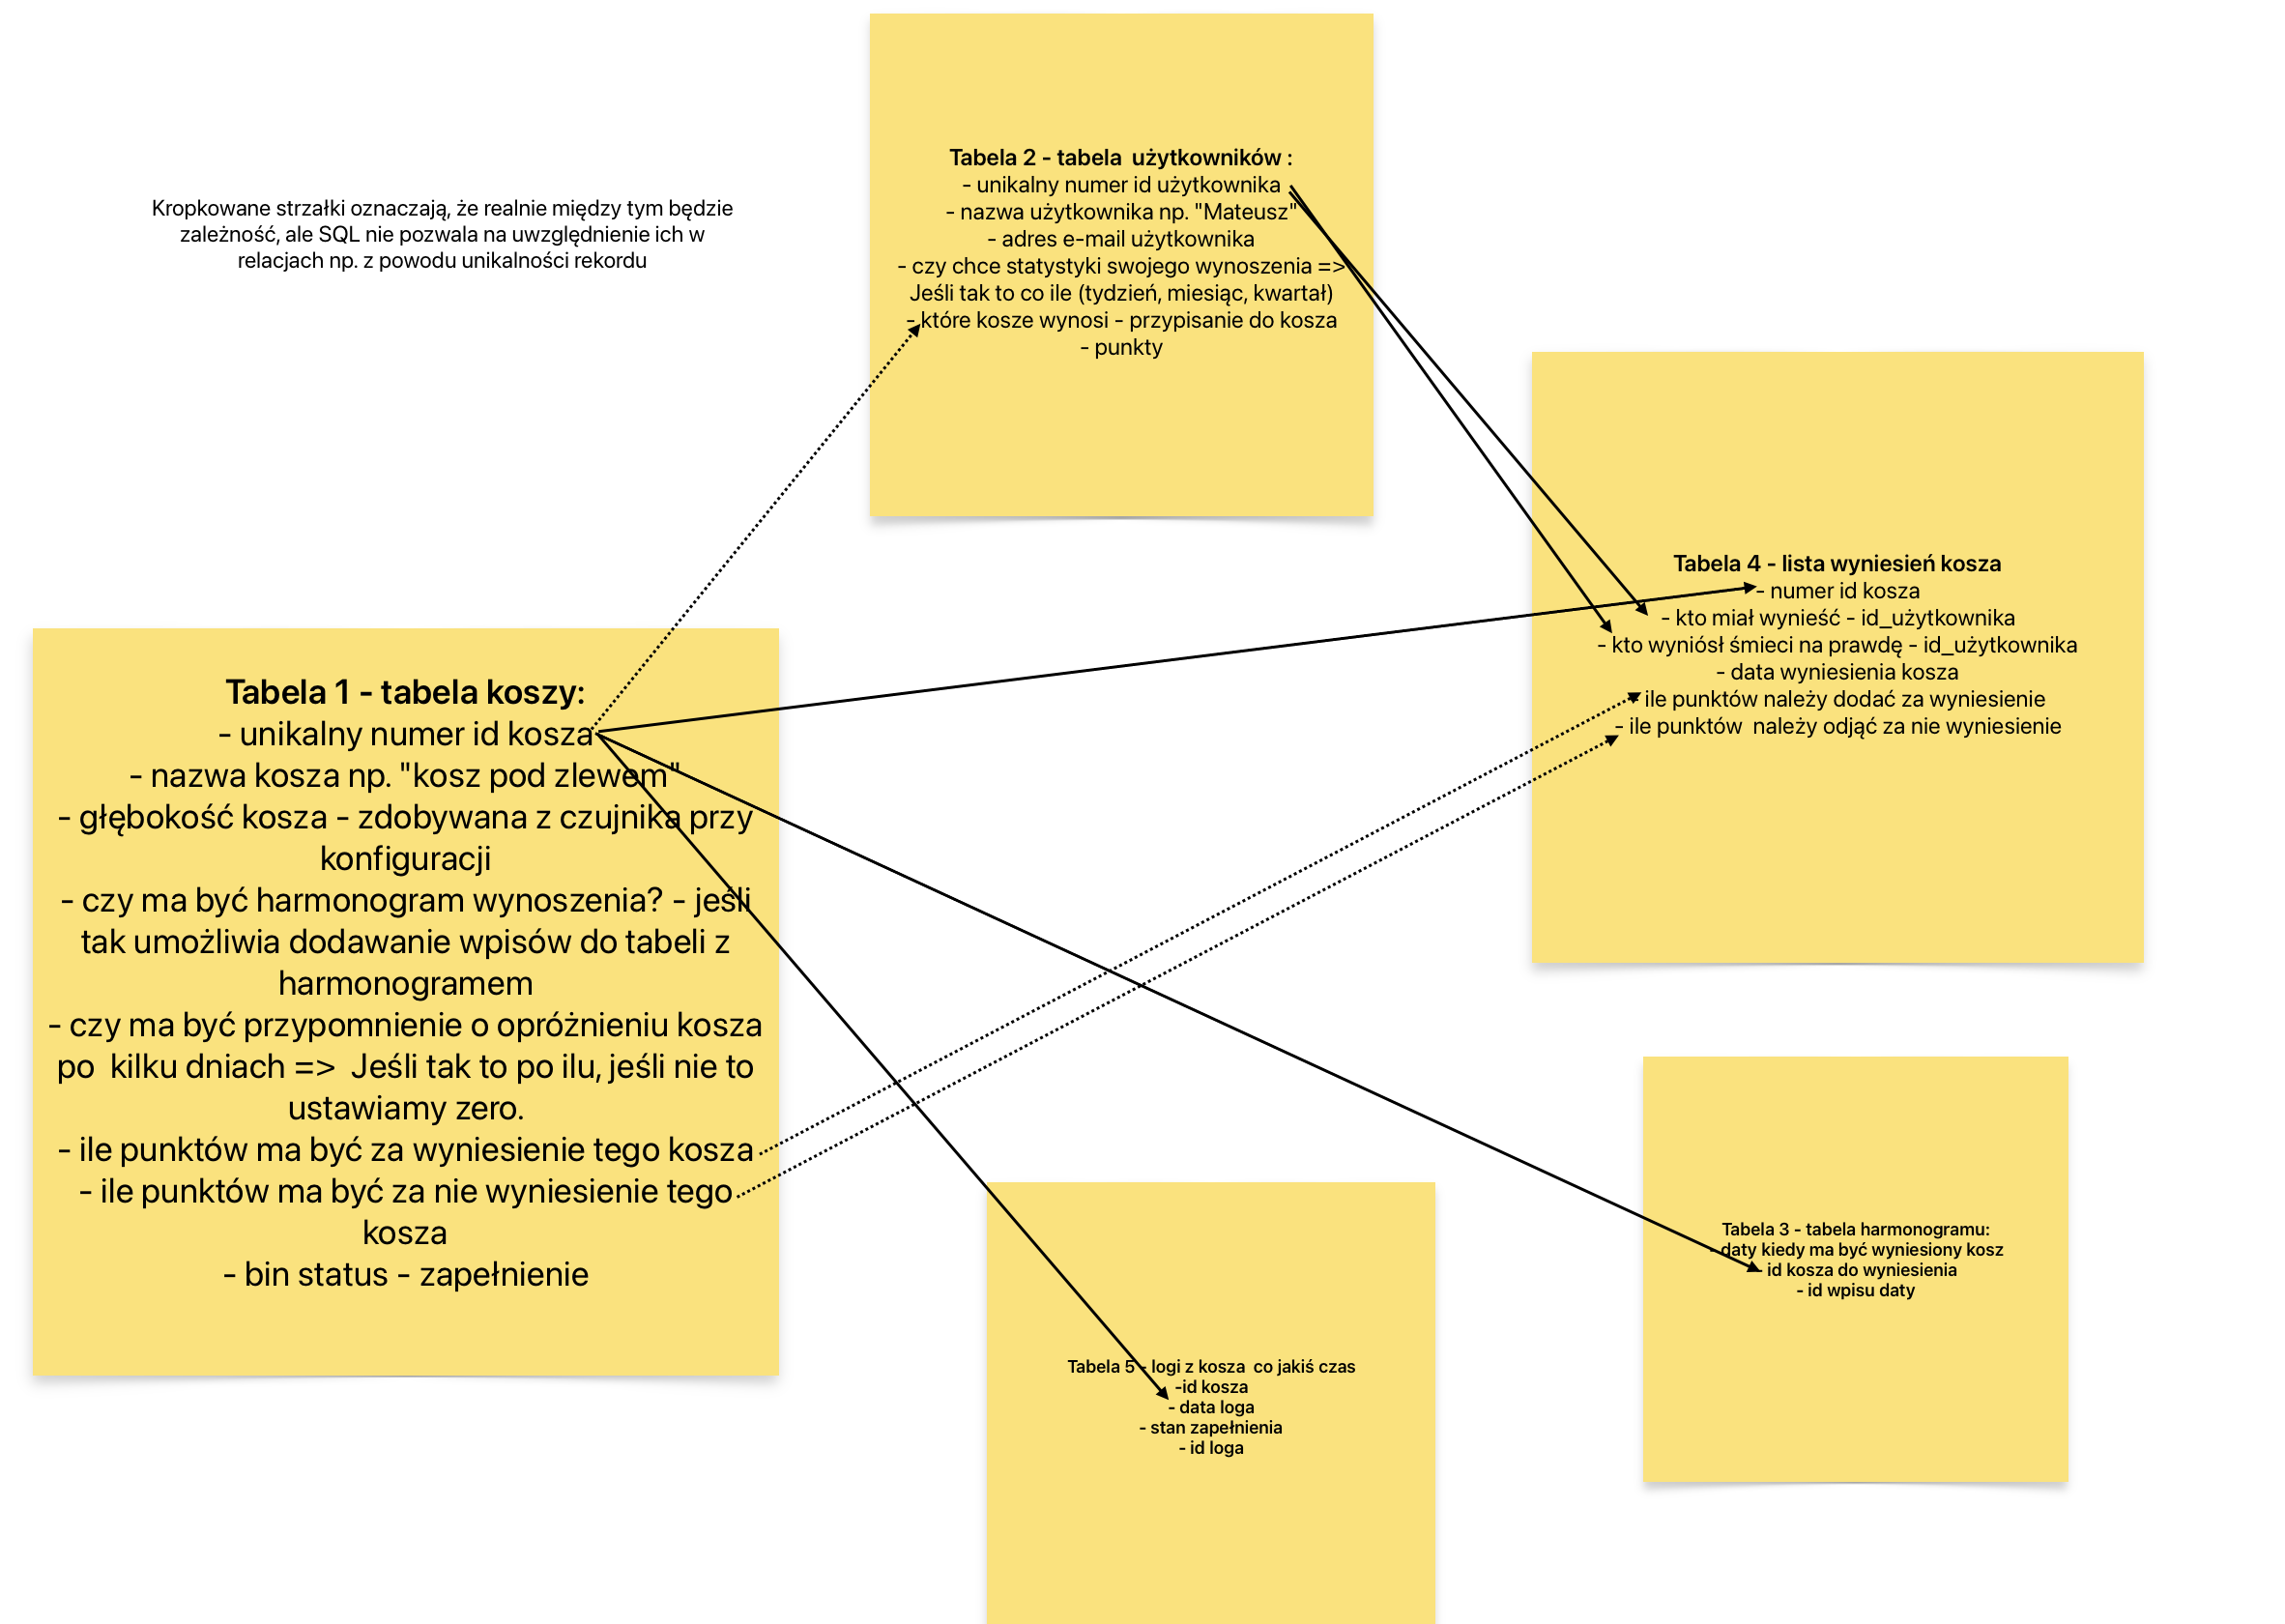 Kropkowane strzałki oznaczają, że realnie między tym będzie
zależność, ale SQL nie pozwala na uwzględnienie ich w
relacjach np. z powodu unikalności rekordu
Tabela 2 - tabela  użytkowników :
- unikalny numer id użytkownika
- nazwa użytkownika np. "Mateusz"
- adres e-mail użytkownika
- czy chce statystyki swojego wynoszenia =>
Jeśli tak to co ile (tydzień, miesiąc, kwartał)
- które kosze wynosi - przypisanie do kosza
- punkty
Tabela 4 - lista wyniesień kosza
- numer id kosza
- kto miał wynieść - id_użytkownika
- kto wyniósł śmieci na prawdę - id_użytkownika
- data wyniesienia kosza
- ile punktów należy dodać za wyniesienie
- ile punktów  należy odjąć za nie wyniesienie
Tabela 1 - tabela koszy:
- unikalny numer id kosza
- nazwa kosza np. "kosz pod zlewem"
- głębokość kosza - zdobywana z czujnika przy
konfiguracji
- czy ma być harmonogram wynoszenia? - jeśli
tak umożliwia dodawanie wpisów do tabeli z
harmonogramem
- czy ma być przypomnienie o opróżnieniu kosza
po  kilku dniach =>  Jeśli tak to po ilu, jeśli nie to
ustawiamy zero.
- ile punktów ma być za wyniesienie tego kosza
- ile punktów ma być za nie wyniesienie tego
kosza
- bin status - zapełnienie
Tabela 3 - tabela harmonogramu:
- daty kiedy ma być wyniesiony kosz
- id kosza do wyniesienia
- id wpisu daty
Tabela 5 - logi z kosza  co jakiś czas
-id kosza
- data loga
- stan zapełnienia
- id loga